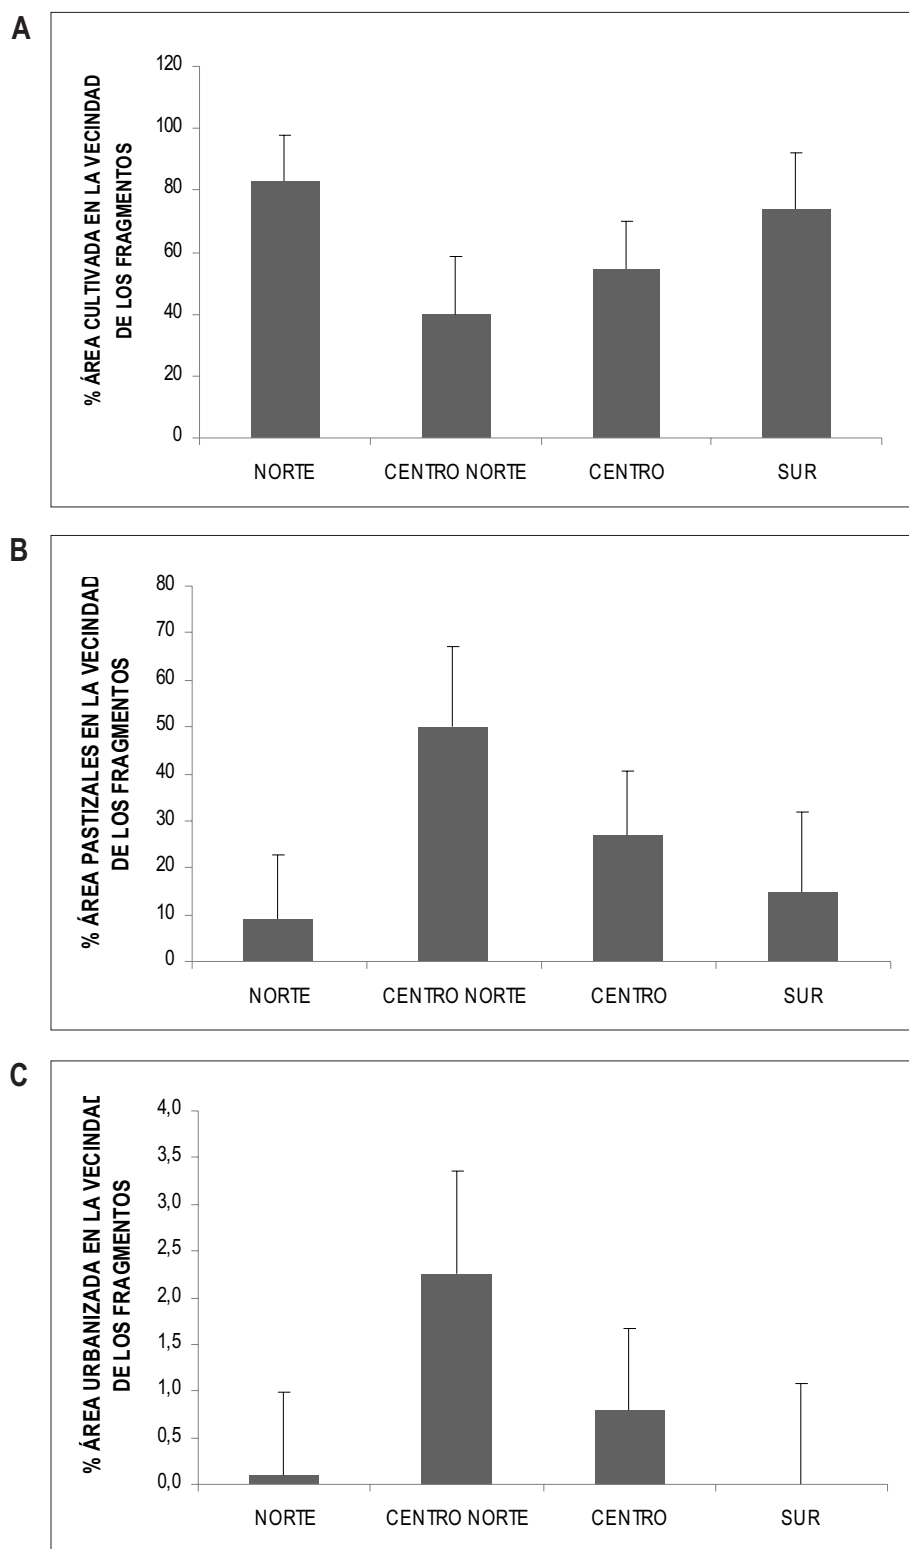 A
% ÁREA CULTIVADA EN LA VECINDAD
DE LOS FRAGMENTOS
120
100
80
60
40
20
0
NORTE CENTRO NORTE CENTRO SUR
B
% ÁREA PASTIZALES EN LA VECINDAD
DE LOS FRAGMENTOS
80
70
60
50
40
30
20
10
0
NORTE CENTRO NORTE CENTRO SUR
C
% ÁREA URBANIZADA EN LA VECINDAD
DE LOS FRAGMENTOS
4,0
3,5
3,0
2,5
2,0
1,5
1,0
0,5
0,0
NORTE CENTRO NORTE CENTRO SUR